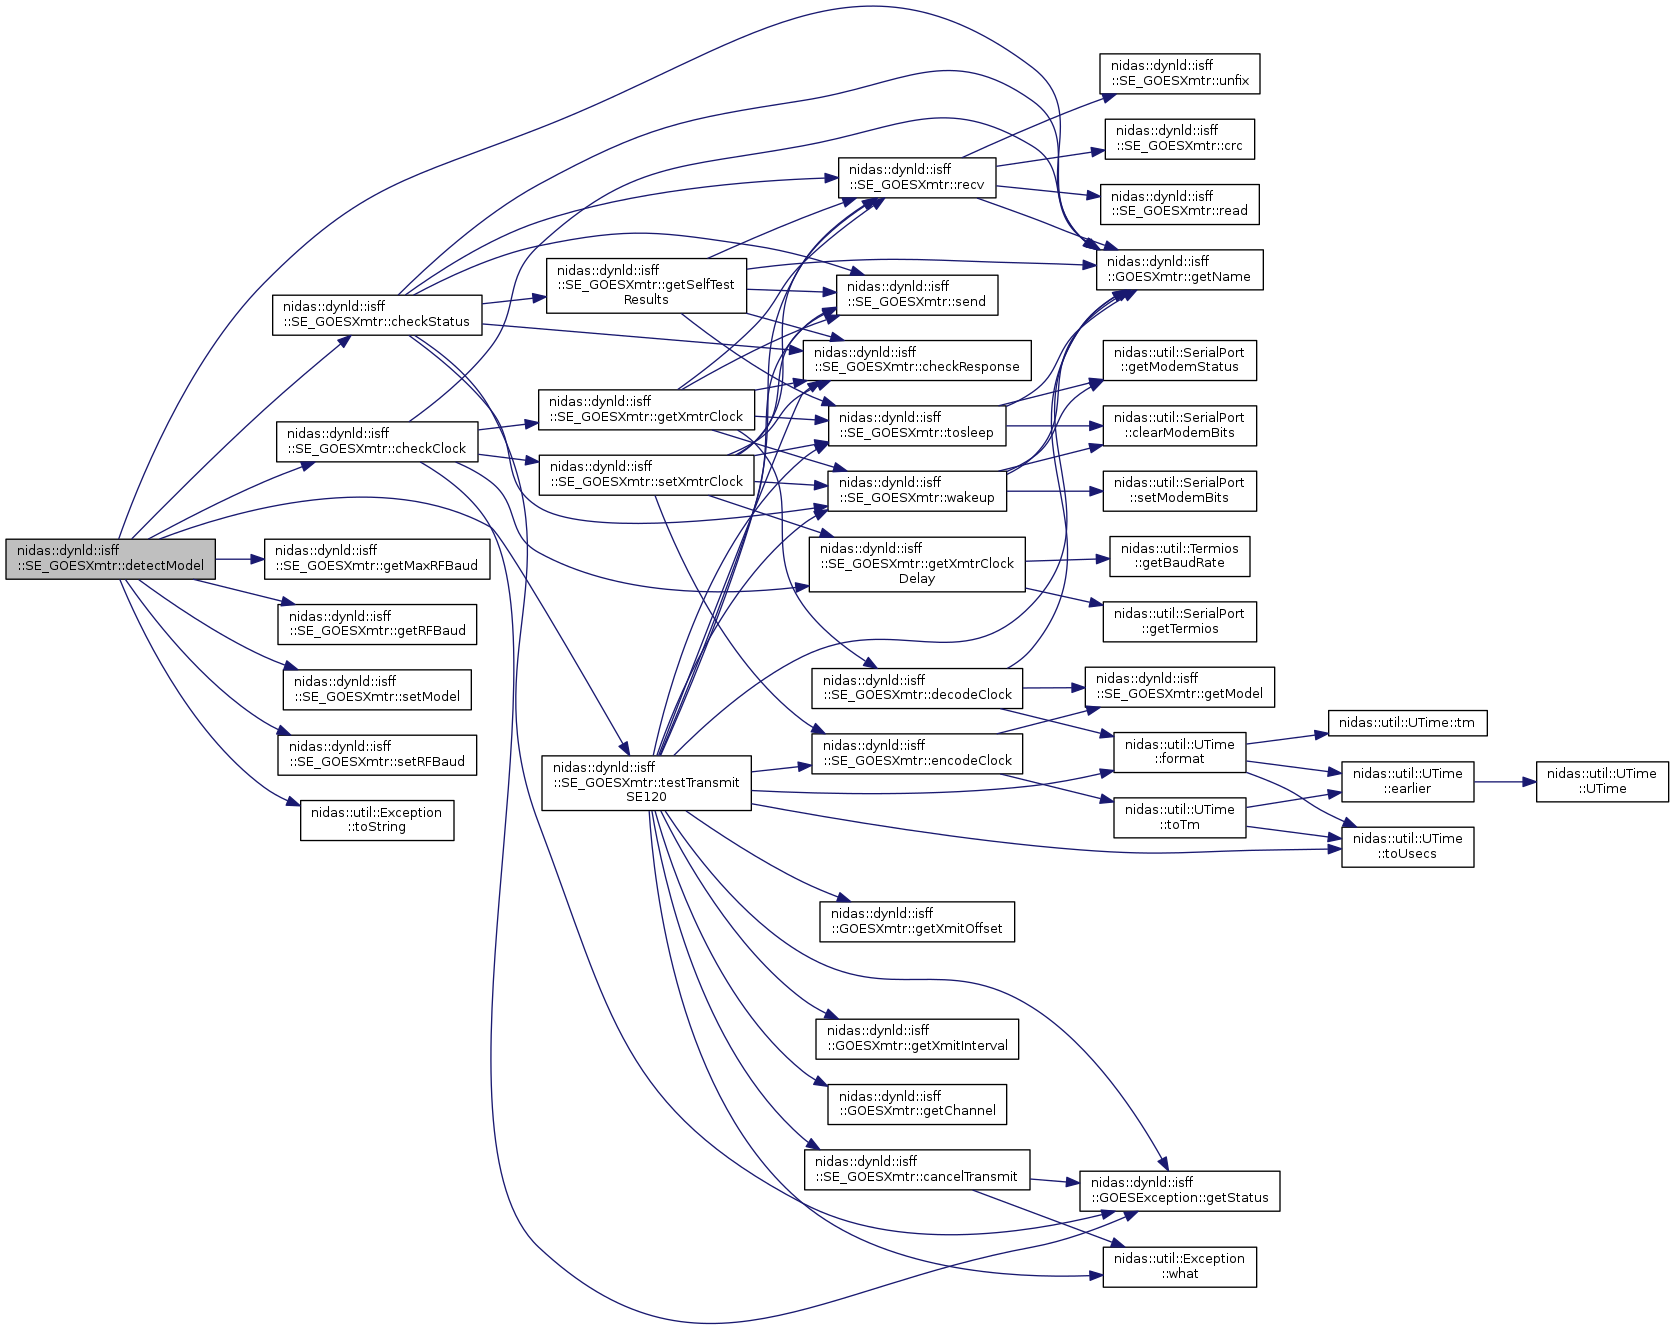 nidas::dynld::isff
::SE_GOESXmtr::detectModel
nidas::dynld::isff
::SE_GOESXmtr::checkStatus
nidas::dynld::isff
::SE_GOESXmtr::checkClock
nidas::dynld::isff
::SE_GOESXmtr::getMaxRFBaud
nidas::dynld::isff
::SE_GOESXmtr::getRFBaud
nidas::dynld::isff
::SE_GOESXmtr::setModel
nidas::dynld::isff
::SE_GOESXmtr::setRFBaud
nidas::util::Exception
::toString
nidas::dynld::isff
::SE_GOESXmtr::getSelfTest
Results
nidas::dynld::isff
::SE_GOESXmtr::getXmtrClock
nidas::dynld::isff
::SE_GOESXmtr::setXmtrClock
nidas::dynld::isff
::SE_GOESXmtr::testTransmit
SE120
nidas::dynld::isff
::SE_GOESXmtr::recv
nidas::dynld::isff
::SE_GOESXmtr::send
nidas::dynld::isff
::SE_GOESXmtr::checkResponse
nidas::dynld::isff
::SE_GOESXmtr::tosleep
nidas::dynld::isff
::SE_GOESXmtr::wakeup
nidas::dynld::isff
::SE_GOESXmtr::getXmtrClock
Delay
nidas::dynld::isff
::SE_GOESXmtr::decodeClock
nidas::dynld::isff
::SE_GOESXmtr::encodeClock
nidas::dynld::isff
::GOESXmtr::getXmitOffset
nidas::dynld::isff
::GOESXmtr::getXmitInterval
nidas::dynld::isff
::GOESXmtr::getChannel
nidas::dynld::isff
::SE_GOESXmtr::cancelTransmit
nidas::dynld::isff
::SE_GOESXmtr::unfix
nidas::dynld::isff
::SE_GOESXmtr::crc
nidas::dynld::isff
::SE_GOESXmtr::read
nidas::dynld::isff
::GOESXmtr::getName
nidas::util::SerialPort
::getModemStatus
nidas::util::SerialPort
::clearModemBits
nidas::util::SerialPort
::setModemBits
nidas::util::Termios
::getBaudRate
nidas::util::SerialPort
::getTermios
nidas::dynld::isff
::SE_GOESXmtr::getModel
nidas::util::UTime
::format
nidas::util::UTime
::toTm
nidas::dynld::isff
::GOESException::getStatus
nidas::util::Exception
::what
nidas::util::UTime::tm
nidas::util::UTime
::earlier
nidas::util::UTime
::toUsecs
nidas::util::UTime
::UTime